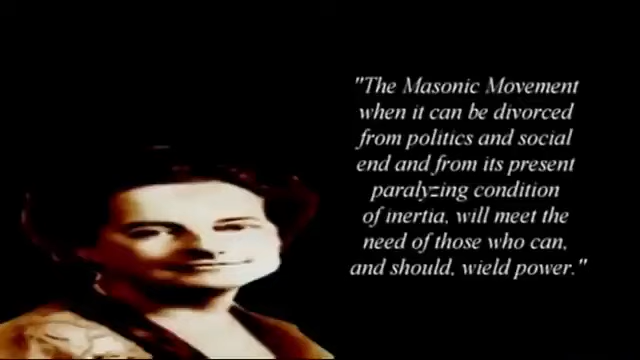 "The Masonic Movement
when it can be divorced
from politics and social
end and from its present
paralyzing condition
of inertia, will meet the
need of those who can,
and should, wield power."